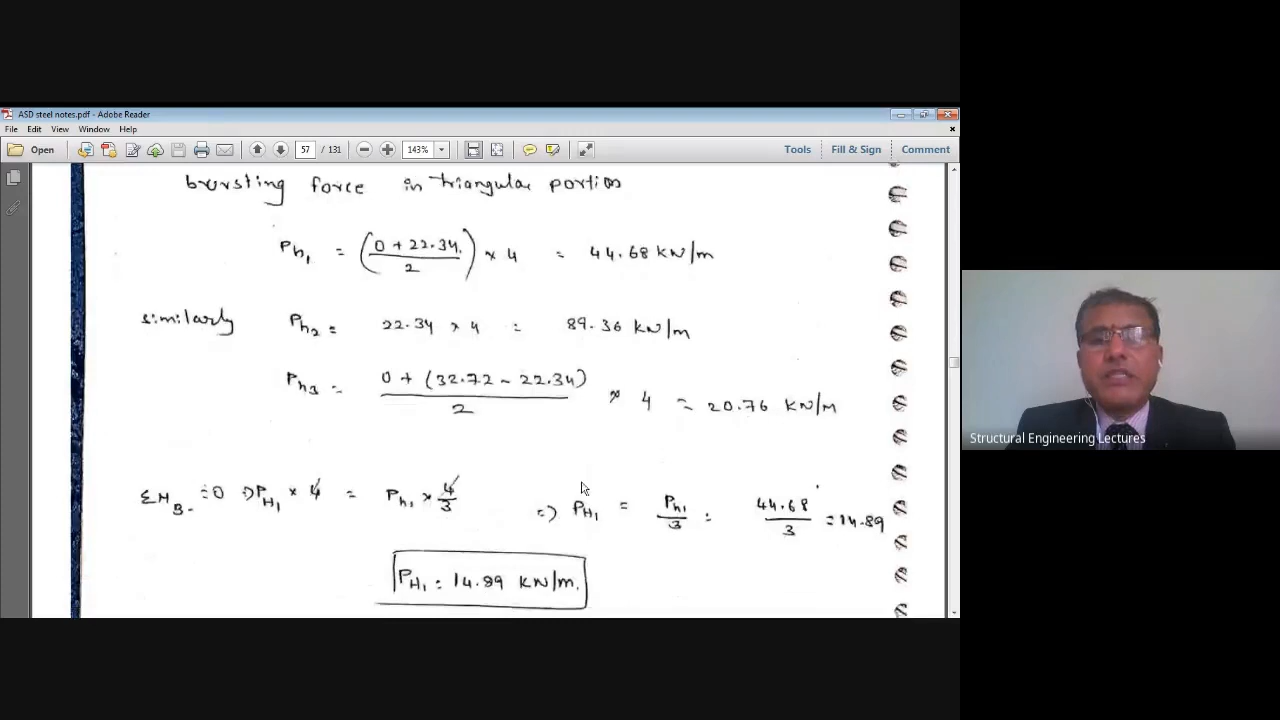 ASD steel notes.pdf - Adobe Reader
File Edit View Window Help
Open 57 / 131 143% Tools Fill & Sign Comment
bursting force in triangular portion
Ph1 = (0 + 22.34 / 2) × 4 = 44.68 KN/m
similarly Ph2 = 22.34 × 4 = 89.36 KN/m
Ph3 = 0 + (32.72 - 22.34) / 2 × 4 = 20.76 KN/m
ΣMB = 0 ⇒ PH1 × 4 = Ph1 × 4/3 ⇒ PH1 = Ph1/3 = 44.68/3 = 14.89
PH1 = 14.89 KN/m.
Structural Engineering Lectures